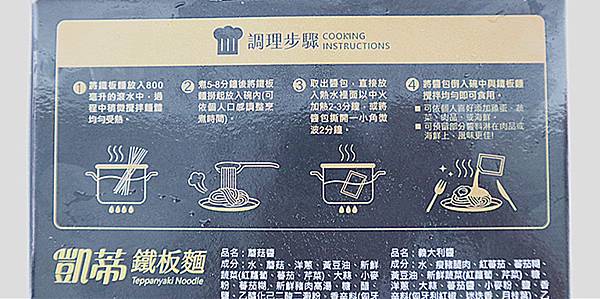 調理步驟 COOKING INSTRUCTIONS
1 將鐵板麵放入800
毫升的滾水中，過
程中稍微攪拌麵體
均勻受熱。
2 煮5-8分鐘後將鐵板
麵撈起放入碗內(可
依個人口感調整烹
煮時間)。
3 取出醬包，直接放
入熱水裡面以中火
加熱2-3分鐘，或將
醬包撕開一小角微
波2分鐘。
4 將醬包倒入碗中與鐵板麵
攪拌均勻即可食用。
■ 可依個人喜好添加雞蛋、蔬
菜、肉品、或海鮮。
■ 可預留部分醬料淋在肉品或
海鮮上、風味更佳!
凱蒂 鐵板麵
Teppanyaki Noodle
品名：蘑菇醬
成分：水、蘑菇、洋蔥、黃豆油、新鮮
蔬菜(紅蘿蔔、蕃茄、芹菜)、大蒜、小麥
粉、蕃茄糊、新鮮豬肉高湯、糖、鹽、
品名：義大利醬
成分：水、瘦豬腿肉、紅蕃茄、蕃茄糊、
黃豆油、新鮮蔬菜(紅蘿蔔、芹菜)、糖、
洋蔥、大蒜、蕃茄醬、小麥粉、鹽、香